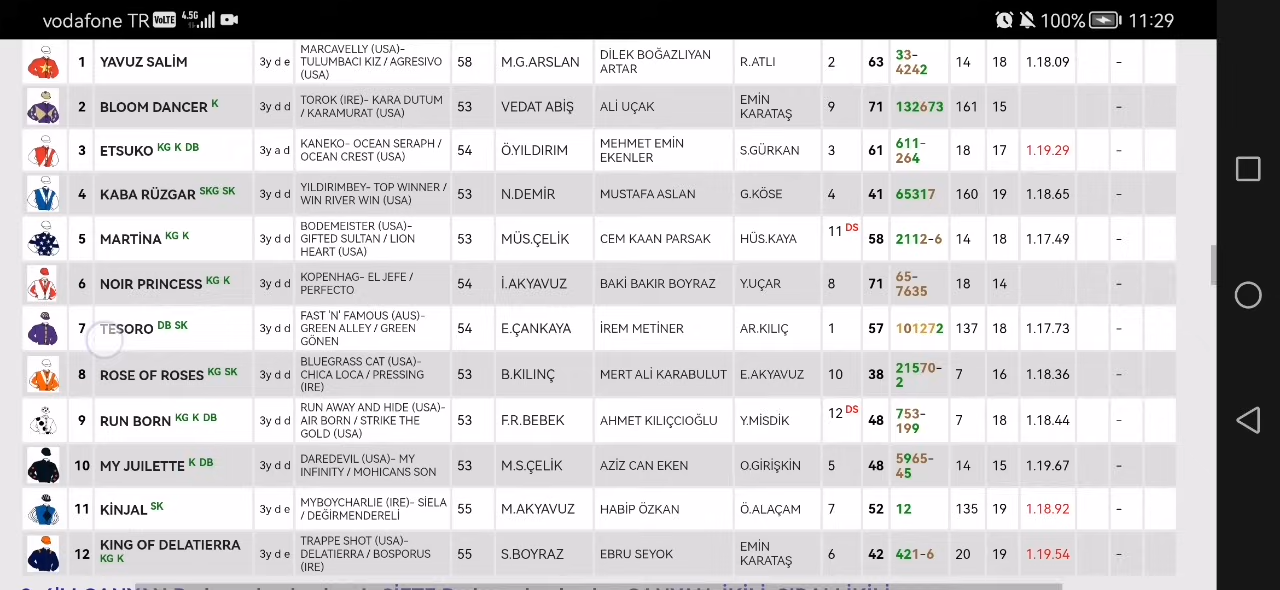 vodafone TR VoLTE 4.5G 100% 11:29
1 YAVUZ SALİM 3y d e MARCAVELLY (USA)- TULUMBACI KIZ / AGRESIVO (USA) 58 M.G.ARSLAN DİLEK BOĞAZLIYAN ARTAR R.ATLI 2 63 33-4242 14 18 1.18.09 -
2 BLOOM DANCER K 3y d d TOROK (IRE)- KARA DUTUM / KARAMURAT (USA) 53 VEDAT ABİŞ ALİ UÇAK EMİN KARATAŞ 9 71 132673 161 15 -
3 ETSUKO KG K DB 3y a d KANEKO- OCEAN SERAPH / OCEAN CREST (USA) 54 Ö.YILDIRIM MEHMET EMİN EKENLER S.GÜRKAN 3 61 611-264 18 17 1.19.29 -
4 KABA RÜZGAR SKG SK 3y d d YILDIRIMBEY- TOP WINNER / WIN RIVER WIN (USA) 53 N.DEMİR MUSTAFA ASLAN G.KÖSE 4 41 65317 160 19 1.18.65 -
5 MARTİNA KG K 3y d d BODEMEISTER (USA)- GIFTED SULTAN / LION HEART (USA) 53 MÜS.ÇELİK CEM KAAN PARSAK HÜS.KAYA 11 DS 58 2112-6 14 18 1.17.49 -
6 NOIR PRINCESS KG K 3y d d KOPENHAG- EL JEFE / PERFECTO 54 İ.AKYAVUZ BAKİ BAKIR BOYRAZ Y.UÇAR 8 71 65-7635 18 14 -
7 TESORO DB SK 3y d d FAST 'N' FAMOUS (AUS)- GREEN ALLEY / GREEN GÖNEN 54 E.ÇANKAYA İREM METİNER AR.KILIÇ 1 57 101272 137 18 1.17.73 -
8 ROSE OF ROSES KG SK 3y d d BLUEGRASS CAT (USA)- CHICA LOCA / PRESSING (IRE) 53 B.KILINÇ MERT ALİ KARABULUT E.AKYAVUZ 10 38 21570-2 7 16 1.18.36 -
9 RUN BORN KG K DB 3y d d RUN AWAY AND HIDE (USA)- AIR BORN / STRIKE THE GOLD (USA) 53 F.R.BEBEK AHMET KILIÇCIOĞLU Y.MİSDİK 12 DS 48 753-199 7 18 1.18.44 -
10 MY JUILETTE K DB 3y d d DAREDEVIL (USA)- MY INFINITY / MOHICANS SON 53 M.S.ÇELİK AZİZ CAN EKEN O.GİRİŞKİN 5 48 5965-45 14 15 1.19.67 -
11 KİNJAL SK 3y d e MYBOYCHARLIE (IRE)- SİELA / DEĞİRMENDERELİ 55 M.AKYAVUZ HABİP ÖZKAN Ö.ALAÇAM 7 52 12 135 19 1.18.92 -
12 KING OF DELATIERRA KG K 3y d e TRAPPE SHOT (USA)- DELATIERRA / BOSPORUS (IRE) 55 S.BOYRAZ EBRU SEYOK EMİN KARATAŞ 6 42 421-6 20 19 1.19.54 -